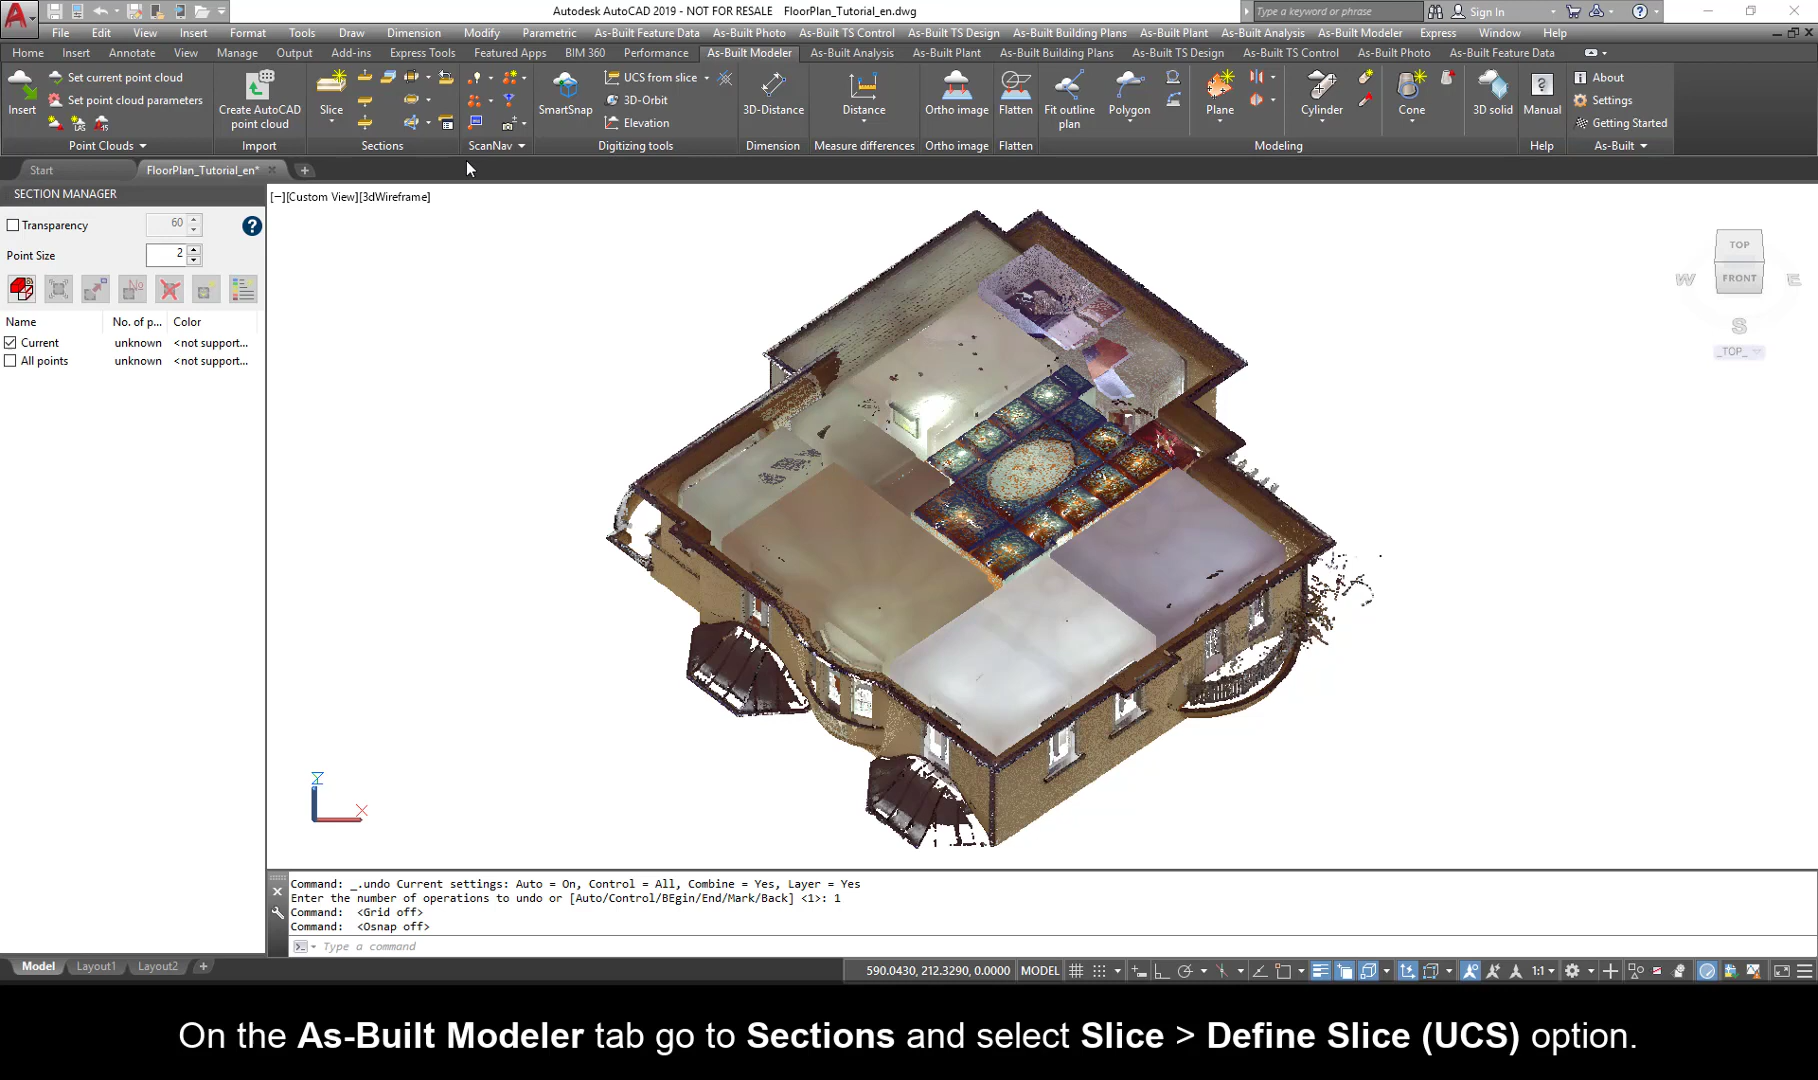 Autodesk AutoCAD 2019 - NOT FOR RESALE FloorPlan_Tutorial_en.dwg
Type a keyword or phrase
Sign In
File Edit View Insert Format Tools Draw Dimension Modify Parametric As-Built Feature Data As-Built Photo As-Built TS Control As-Built TS Design As-Built Building Plans As-Built Plant As-Built Analysis As-Built Modeler Express Window Help
Home Insert Annotate View Manage Output Add-ins Express Tools Featured Apps BIM 360 Performance As-Built Modeler As-Built Analysis As-Built Plant As-Built Building Plans As-Built TS Design As-Built TS Control As-Built Photo As-Built Feature Data
Set current point cloud
UCS from slice
About
Set point cloud parameters
3D-Orbit
Settings
Elevation
Getting Started
Insert
Create AutoCAD point cloud
Slice
SmartSnap
3D-Distance
Distance
Ortho image
Flatten
Fit outline plan
Polygon
Plane
Cylinder
Cone
3D solid
Manual
Point Clouds Import Sections ScanNav Digitizing tools Dimension Measure differences Ortho image Flatten Modeling Help As-Built
Start FloorPlan_Tutorial_en*
SECTION MANAGER
[−][Custom View][3dWireframe]
Transparency 60
Point Size 2
Name No. of p... Color
Current unknown <not support...
All points unknown <not support...
TOP
FRONT
W E
S
_TOP_
Y
X
Command: _.undo Current settings: Auto = On, Control = All, Combine = Yes, Layer = Yes
Enter the number of operations to undo or [Auto/Control/BEgin/End/Mark/Back] <1>: 1
Command: <Grid off>
Command: <Osnap off>
Type a command
Model Layout1 Layout2
590.0430, 212.3290, 0.0000 MODEL
1:1
On the As-Built Modeler tab go to Sections and select Slice > Define Slice (UCS) option.